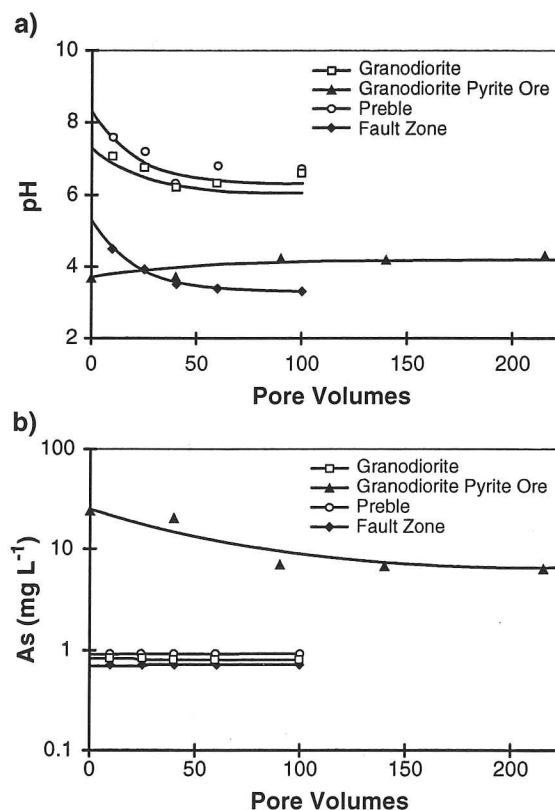 a)
10
8
6
4
2
pH
Granodiorite
Granodiorite Pyrite Ore
Preble
Fault Zone
0 50 100 150 200
Pore Volumes
b)
100
10
1
0.1
As (mg L⁻¹)
Granodiorite
Granodiorite Pyrite Ore
Preble
Fault Zone
0 50 100 150 200
Pore Volumes